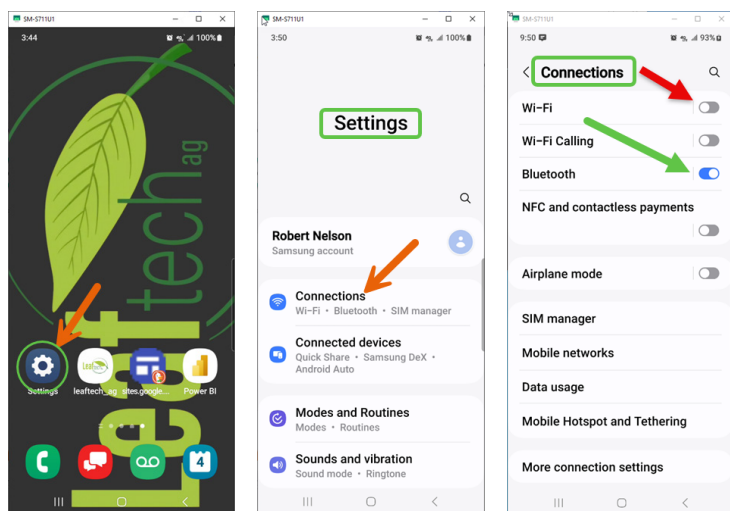 SM-S711U1
3:44
100%
Leaftech ag
Settings
leaftech_ag
sites.google...
Power BI
4
SM-S711U1
3:50
100%
Settings
Robert Nelson
Samsung account
Connections
Wi-Fi • Bluetooth • SIM manager
Connected devices
Quick Share • Samsung DeX •
Android Auto
Modes and Routines
Modes • Routines
Sounds and vibration
Sound mode • Ringtone
SM-S711U1
9:50
93%
Connections
Wi-Fi
Wi-Fi Calling
Bluetooth
NFC and contactless payments
Airplane mode
SIM manager
Mobile networks
Data usage
Mobile Hotspot and Tethering
More connection settings